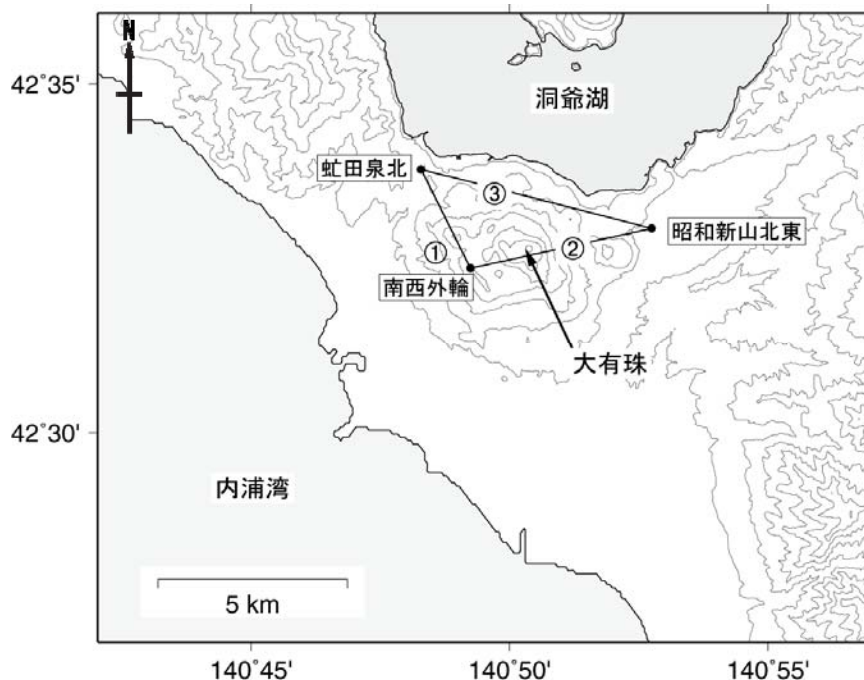 N
42°35'
洞爺湖
虻田泉北
③
昭和新山北東
①
②
南西外輪
大有珠
42°30'
内浦湾
5 km
140°45'
140°50'
140°55'